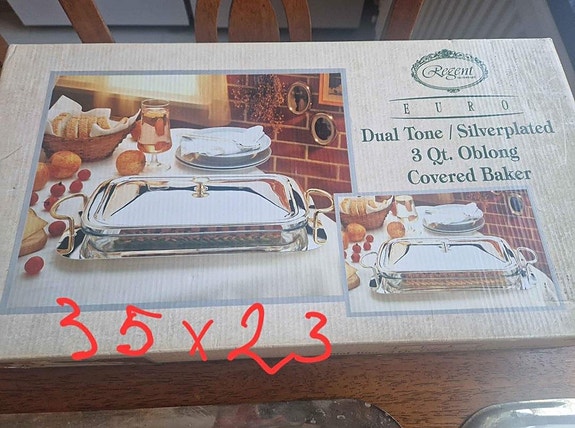 Regent
EURO
Dual Tone / Silverplated
3 Qt. Oblong
Covered Baker
35 x 23